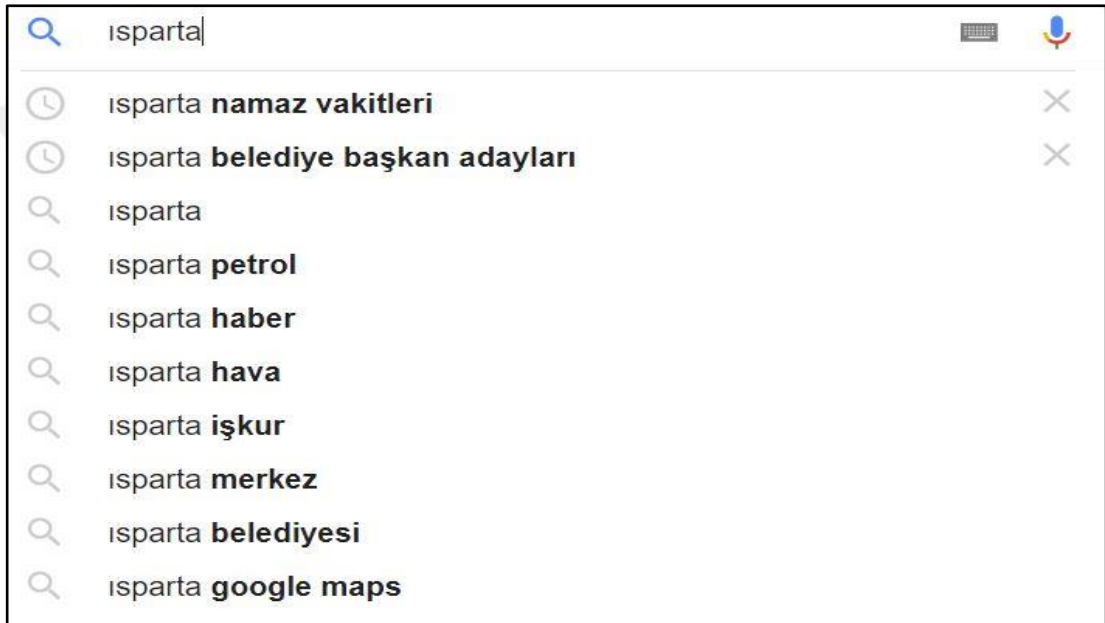 ısparta
ısparta namaz vakitleri
ısparta belediye başkan adayları
ısparta
ısparta petrol
ısparta haber
ısparta hava
ısparta işkur
ısparta merkez
ısparta belediyesi
ısparta google maps